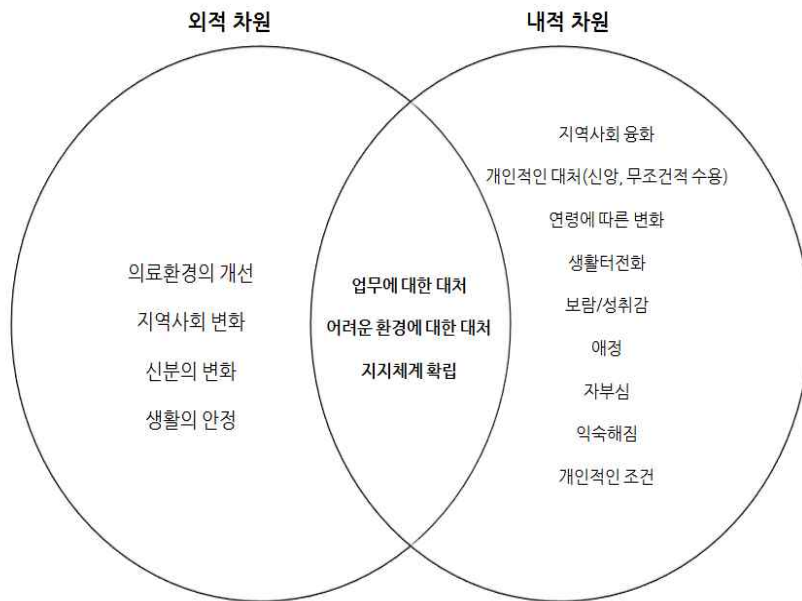 외적 차원
내적 차원
의료환경의 개선
지역사회 변화
신분의 변화
생활의 안정
업무에 대한 대처
어려운 환경에 대한 대처
지지체계 확립
지역사회 융화
개인적인 대처(신앙, 무조건적 수용)
연령에 따른 변화
생활터전화
보람/성취감
애정
자부심
익숙해짐
개인적인 조건